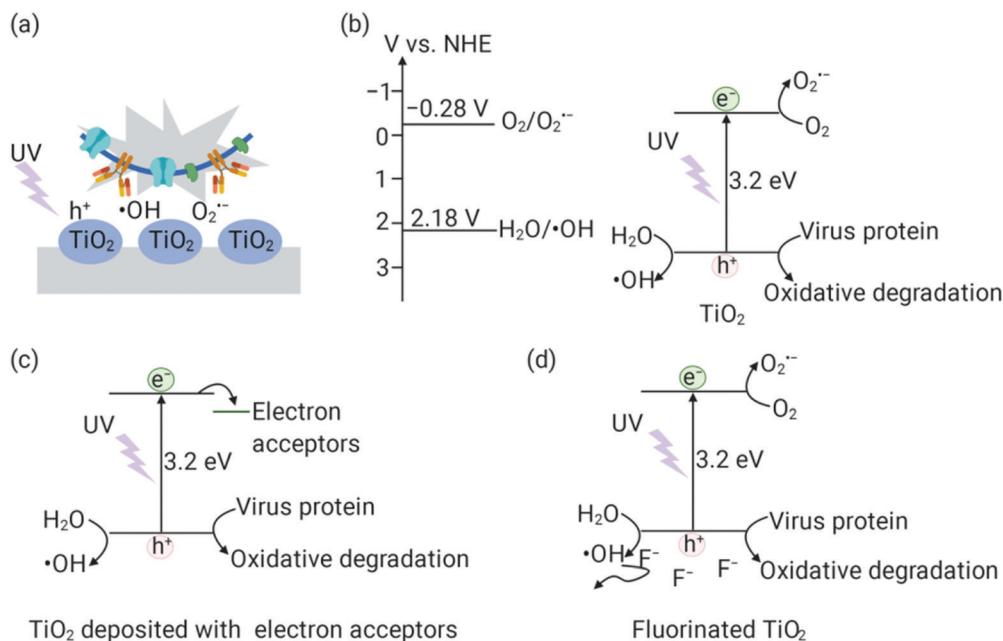 (a)
UV
h⁺
•OH
O₂•⁻
TiO₂
TiO₂
TiO₂
(b)
V vs. NHE
−1
−0.28 V
O₂/O₂•⁻
0
1
2
2.18 V
H₂O/•OH
3
e⁻
O₂•⁻
O₂
UV
3.2 eV
H₂O
Virus protein
h⁺
•OH
Oxidative degradation
TiO₂
(c)
e⁻
UV
Electron
acceptors
3.2 eV
H₂O
Virus protein
h⁺
•OH
Oxidative degradation
TiO₂ deposited with electron acceptors
(d)
e⁻
O₂•⁻
O₂
UV
3.2 eV
H₂O
Virus protein
•OH
F⁻
h⁺
F⁻
F⁻
Oxidative degradation
Fluorinated TiO₂